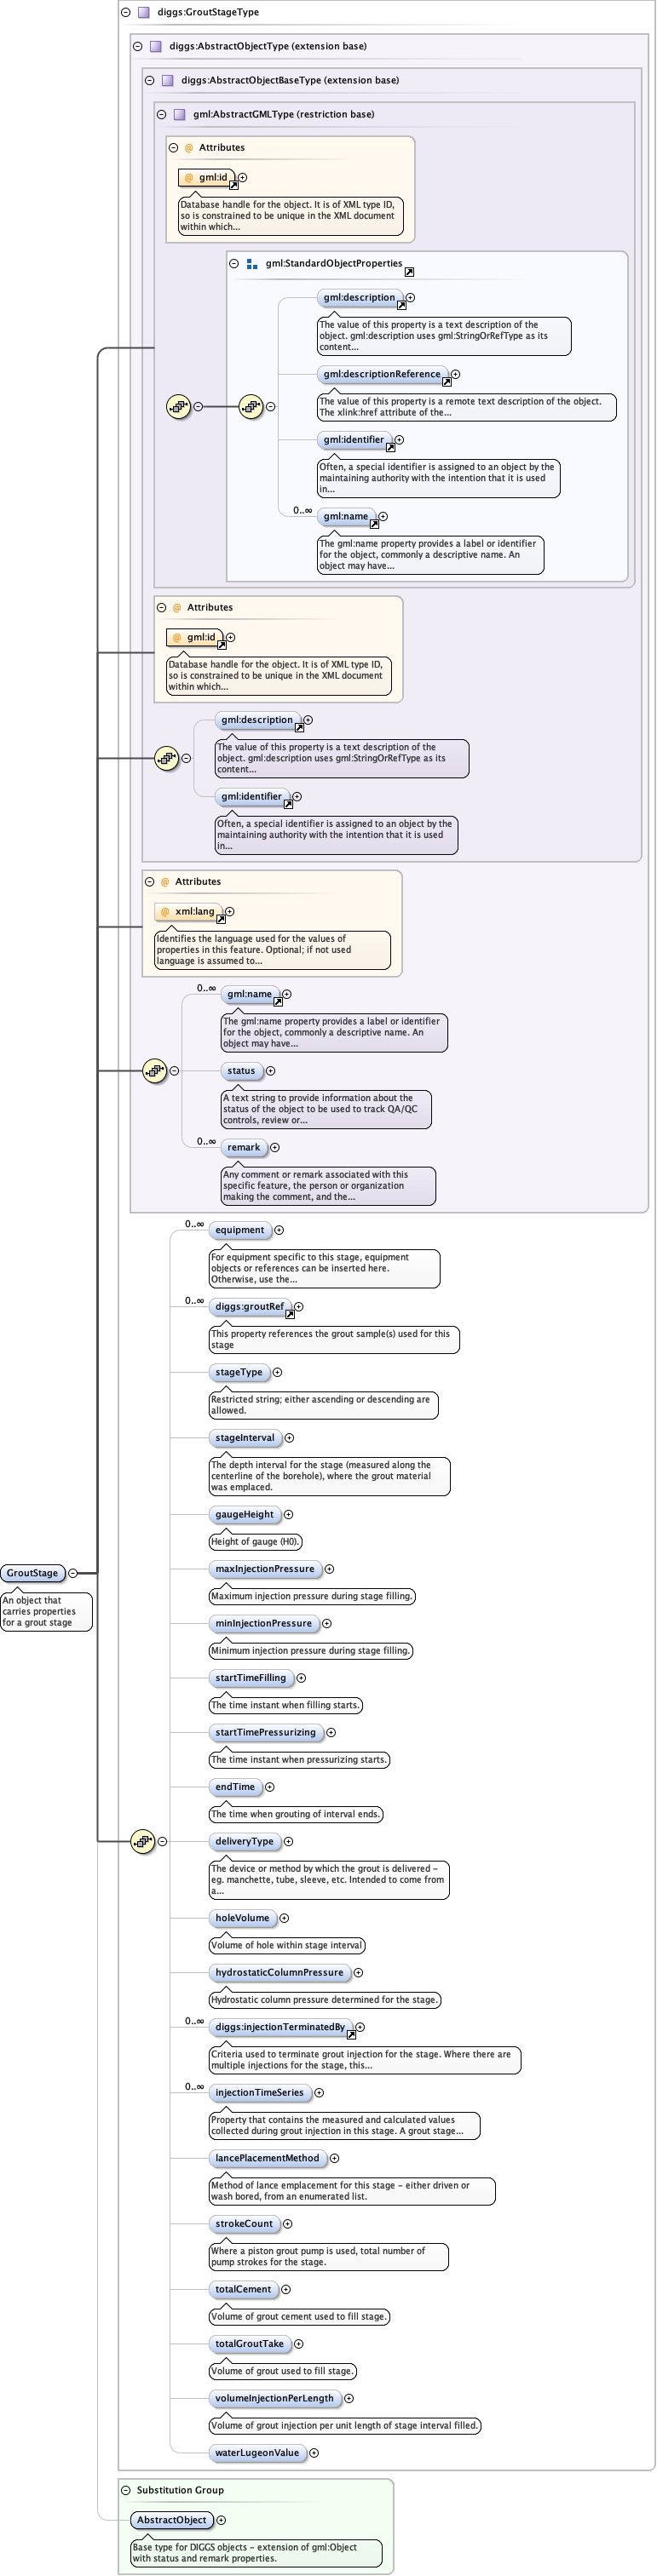 diggs:GroutStageType
diggs:AbstractObjectType (extension base)
diggs:AbstractObjectBaseType (extension base)
gml:AbstractGMLType (restriction base)
@ Attributes
@ gml:id
Database handle for the object. It is of XML type ID,
so is constrained to be unique in the XML document
within which...
gml:StandardObjectProperties
gml:description
The value of this property is a text description of the
object. gml:description uses gml:StringOrRefType as its
content...
gml:descriptionReference
The value of this property is a remote text description of the object.
The xlink:href attribute of the...
gml:identifier
Often, a special identifier is assigned to an object by the
maintaining authority with the intention that it is used
in...
0..∞
gml:name
The gml:name property provides a label or identifier
for the object, commonly a descriptive name. An
object may have...
@ Attributes
@ gml:id
Database handle for the object. It is of XML type ID,
so is constrained to be unique in the XML document
within which...
gml:description
The value of this property is a text description of the
object. gml:description uses gml:StringOrRefType as its
content...
gml:identifier
Often, a special identifier is assigned to an object by the
maintaining authority with the intention that it is used
in...
@ Attributes
@ xml:lang
Identifies the language used for the values of
properties in this feature. Optional; if not used
language is assumed to...
0..∞
gml:name
The gml:name property provides a label or identifier
for the object, commonly a descriptive name. An
object may have...
status
A text string to provide information about the
status of the object to be used to track QA/QC
controls, review or...
0..∞
remark
Any comment or remark associated with this
specific feature, the person or organization
making the comment, and the...
0..∞
equipment
For equipment specific to this stage, equipment
objects or references can be inserted here.
Otherwise, use the...
0..∞
diggs:groutRef
This property references the grout sample(s) used for this
stage
stageType
Restricted string; either ascending or descending are
allowed.
stageInterval
The depth interval for the stage (measured along the
centerline of the borehole), where the grout material
was emplaced.
gaugeHeight
Height of gauge (H0).
maxInjectionPressure
Maximum injection pressure during stage filling.
GroutStage
An object that
carries properties
for a grout stage
minInjectionPressure
Minimum injection pressure during stage filling.
startTimeFilling
The time instant when filling starts.
startTimePressurizing
The time instant when pressurizing starts.
endTime
The time when grouting of interval ends.
deliveryType
The device or method by which the grout is delivered -
eg. manchette, tube, sleeve, etc. Intended to come from
a...
holeVolume
Volume of hole within stage interval
hydrostaticColumnPressure
Hydrostatic column pressure determined for the stage.
0..∞
diggs:injectionTerminatedBy
Criteria used to terminate grout injection for the stage. Where there are
multiple injections for the stage, this...
0..∞
injectionTimeSeries
Property that contains the measured and calculated values
collected during grout injection in this stage. A grout stage...
lancePlacementMethod
Method of lance emplacement for this stage - either driven or
wash bored, from an enumerated list.
strokeCount
Where a piston grout pump is used, total number of
pump strokes for the stage.
totalCement
Volume of grout cement used to fill stage.
totalGroutTake
Volume of grout used to fill stage.
volumeInjectionPerLength
Volume of grout injection per unit length of stage interval filled.
waterLugeonValue
Substitution Group
AbstractObject
Base type for DIGGS objects - extension of gml:Object
with status and remark properties.